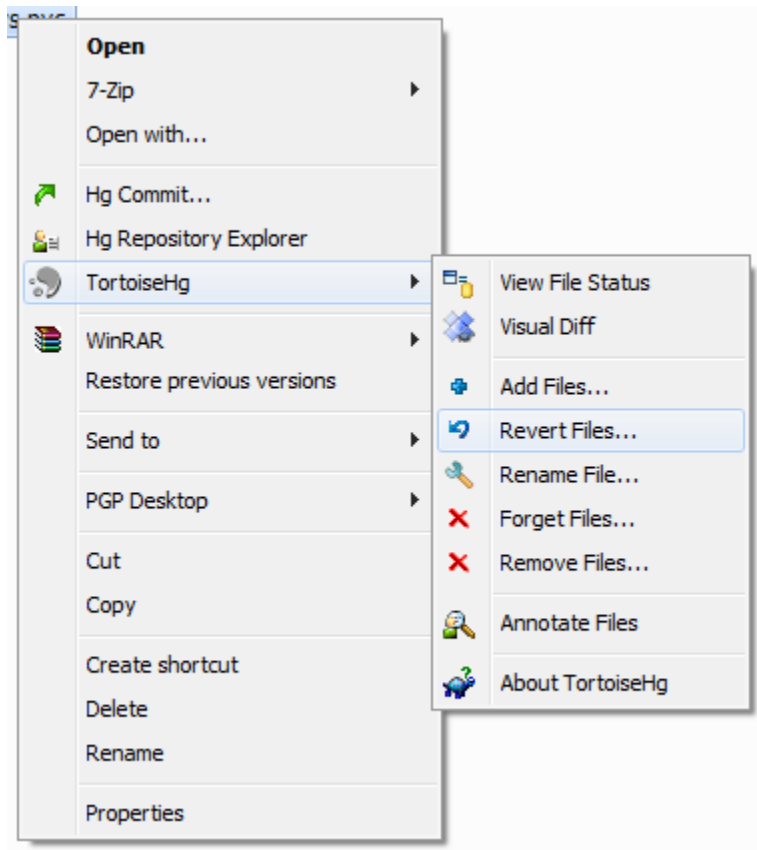 Open
7-Zip
Open with...
Hg Commit...
Hg Repository Explorer
TortoiseHg
WinRAR
Restore previous versions
Send to
PGP Desktop
Cut
Copy
Create shortcut
Delete
Rename
Properties
View File Status
Visual Diff
Add Files...
Revert Files...
Rename File...
Forget Files...
Remove Files...
Annotate Files
About TortoiseHg